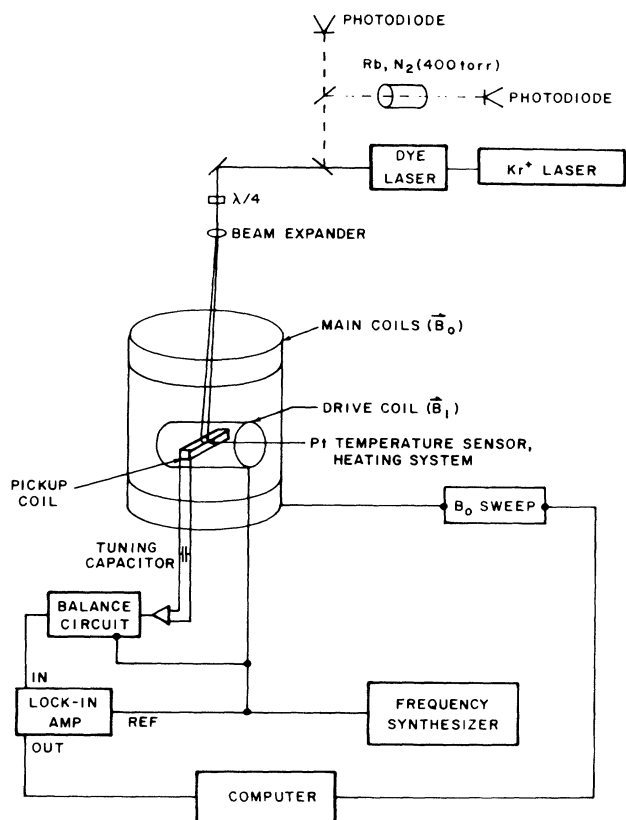 PHOTODIODE
Rb, N₂ (400 torr)
PHOTODIODE
DYE
LASER
Kr⁺ LASER
λ/4
BEAM EXPANDER
MAIN COILS (B⃗₀)
DRIVE COIL (B⃗₁)
Pt TEMPERATURE SENSOR,
HEATING SYSTEM
PICKUP
COIL
B₀ SWEEP
TUNING
CAPACITOR
BALANCE
CIRCUIT
IN
LOCK-IN
AMP
REF
OUT
FREQUENCY
SYNTHESIZER
COMPUTER